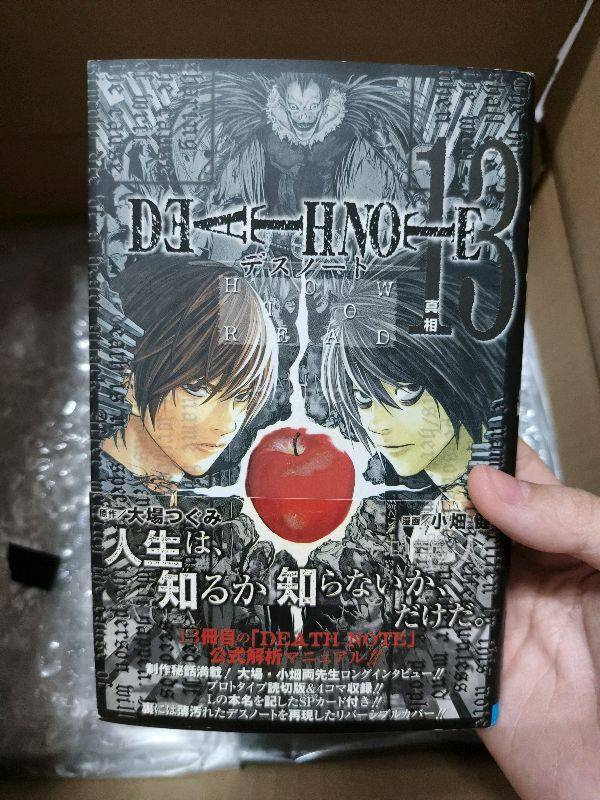 13
DEATH NOTE
デスノート
真相
HOW
TO
READ
原作／大場つぐみ
漫画／小畑健
人生は、
知るか 知らないか、
だけだ。
13冊目の「DEATH NOTE」
公式解析マニュアル!!
制作秘話満載! 大場・小畑両先生ロングインタビュー!!
プロトタイプ読切版&4コマ収録!!
Lの本名を記したSPカード付き!!
裏には薄汚れたデスノートを再現したリバーシブルカバー!!